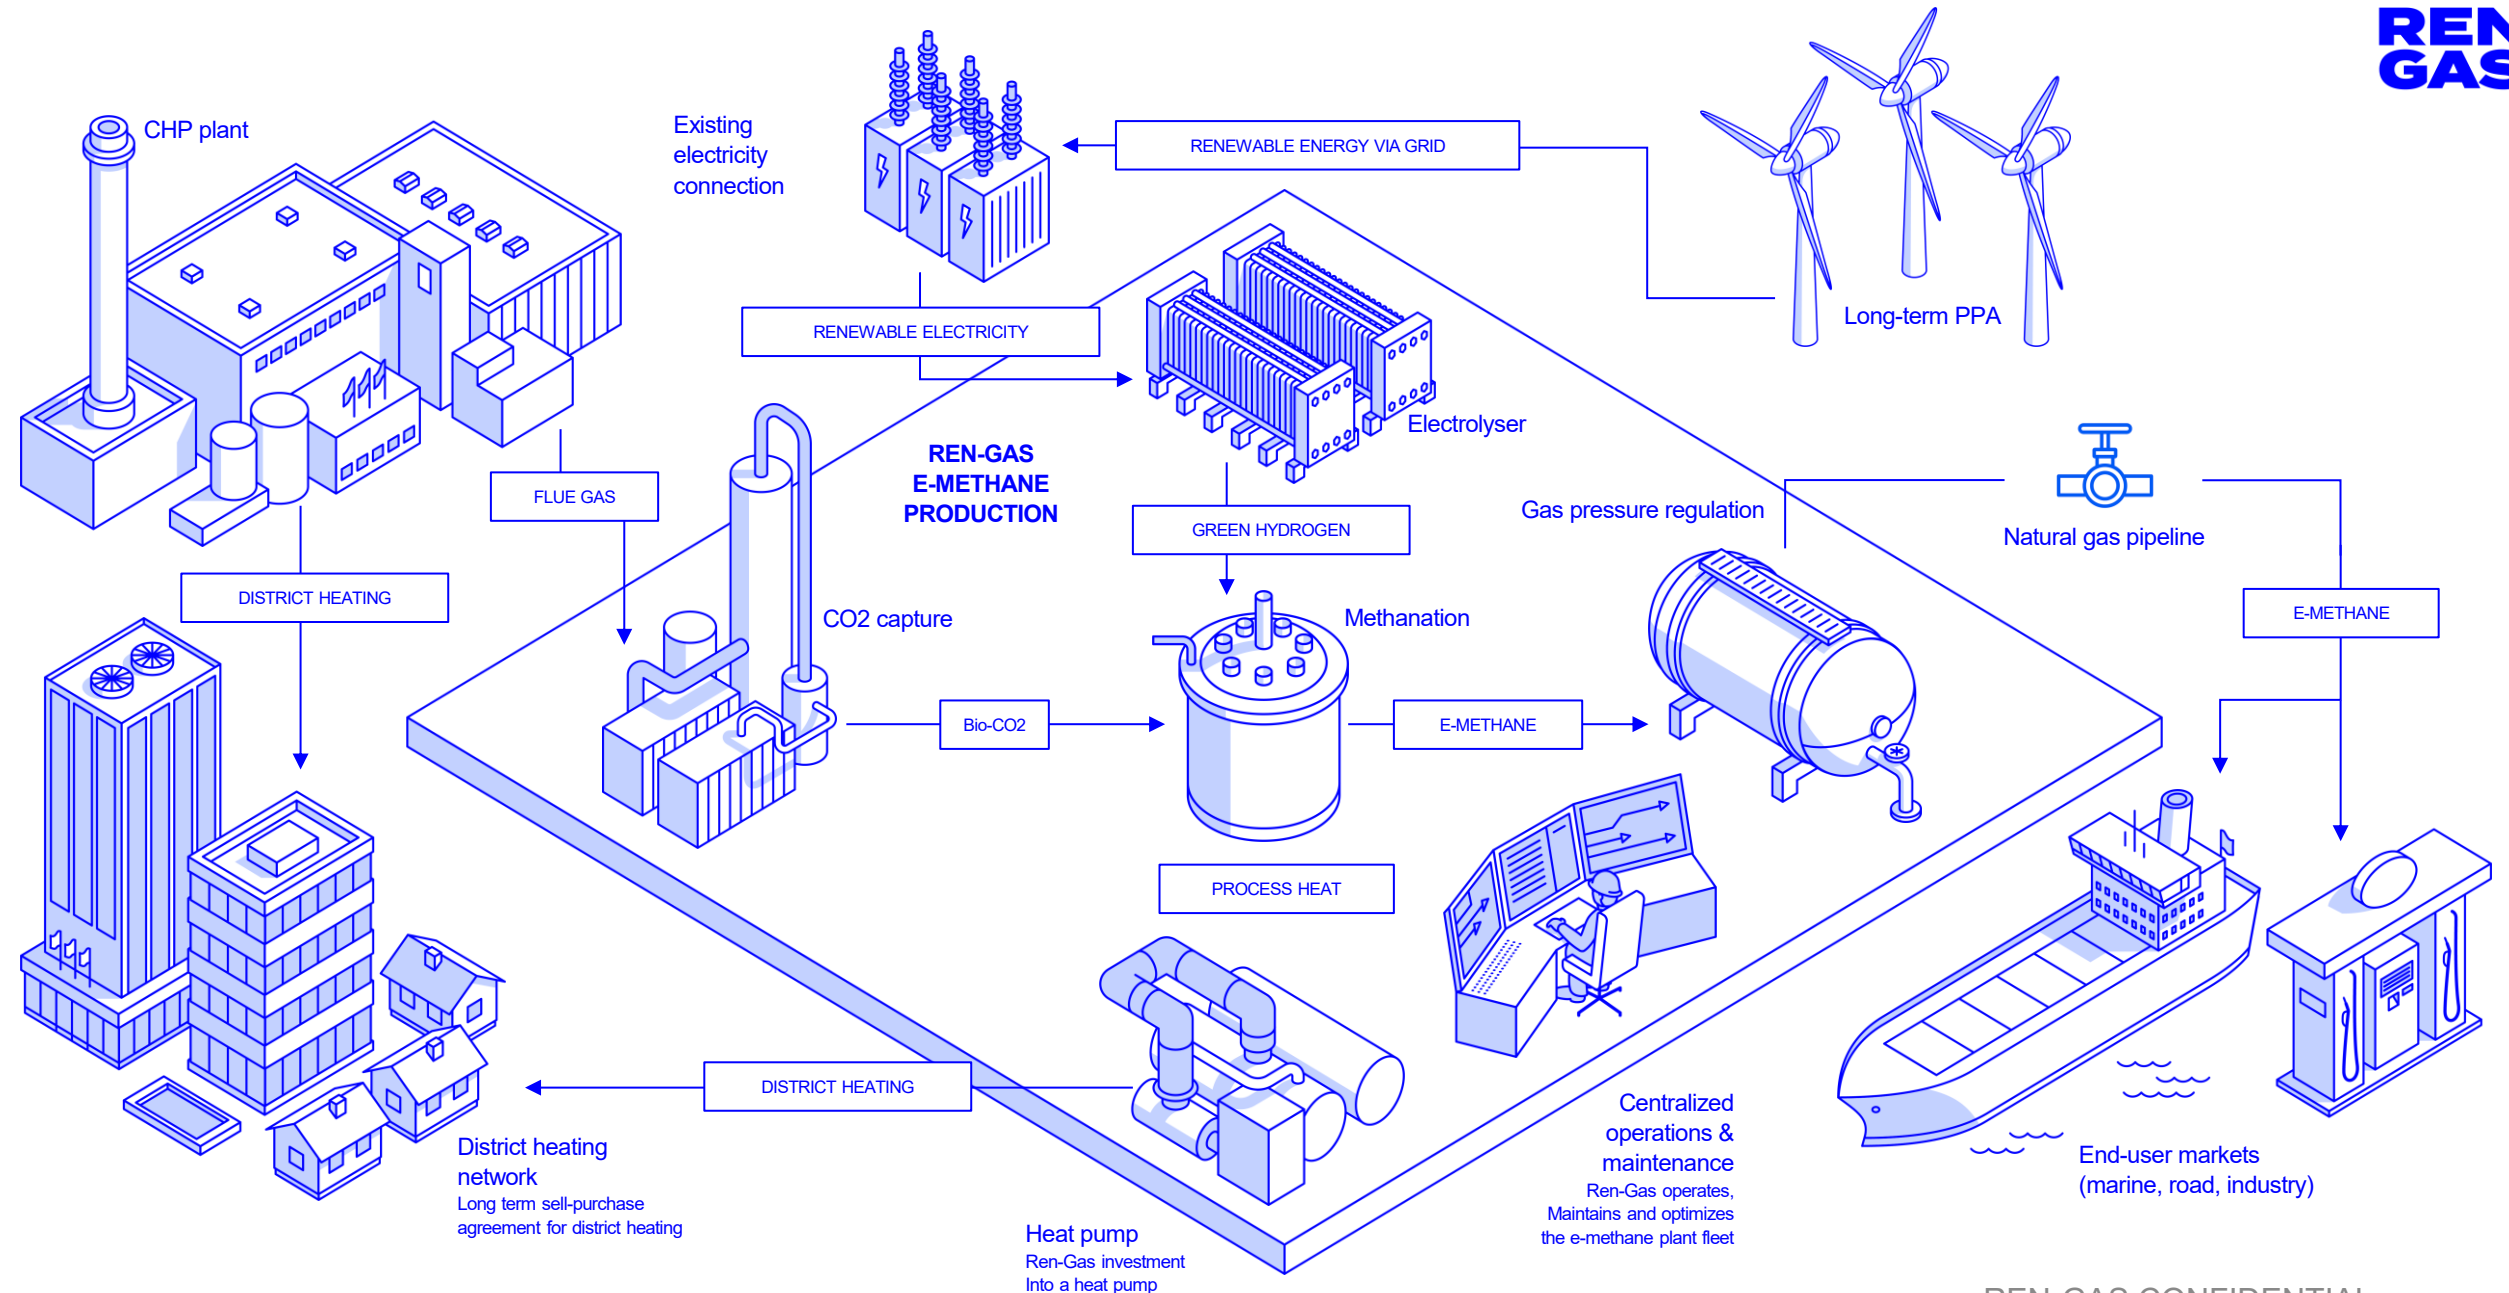 REN
GAS
CHP plant
Existing
electricity
connection
RENEWABLE ENERGY VIA GRID
Long-term PPA
RENEWABLE ELECTRICITY
Electrolyser
REN-GAS
E-METHANE
PRODUCTION
FLUE GAS
GREEN HYDROGEN
Gas pressure regulation
Natural gas pipeline
DISTRICT HEATING
CO2 capture
Methanation
E-METHANE
Bio-CO2
E-METHANE
PROCESS HEAT
DISTRICT HEATING
District heating
network
Long term sell-purchase
agreement for district heating
Heat pump
Ren-Gas investment
Into a heat pump
Centralized
operations &
maintenance
Ren-Gas operates,
Maintains and optimizes
the e-methane plant fleet
End-user markets
(marine, road, industry)
REN-GAS CONFIDENTIAL